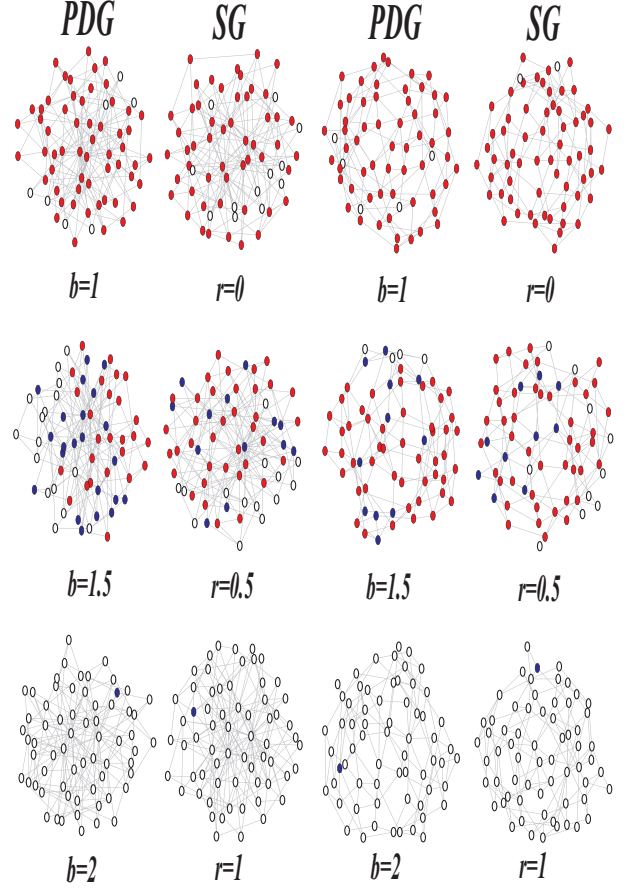 PDG SG PDG SG
b=1 r=0 b=1 r=0
b=1.5 r=0.5 b=1.5 r=0.5
b=2 r=1 b=2 r=1